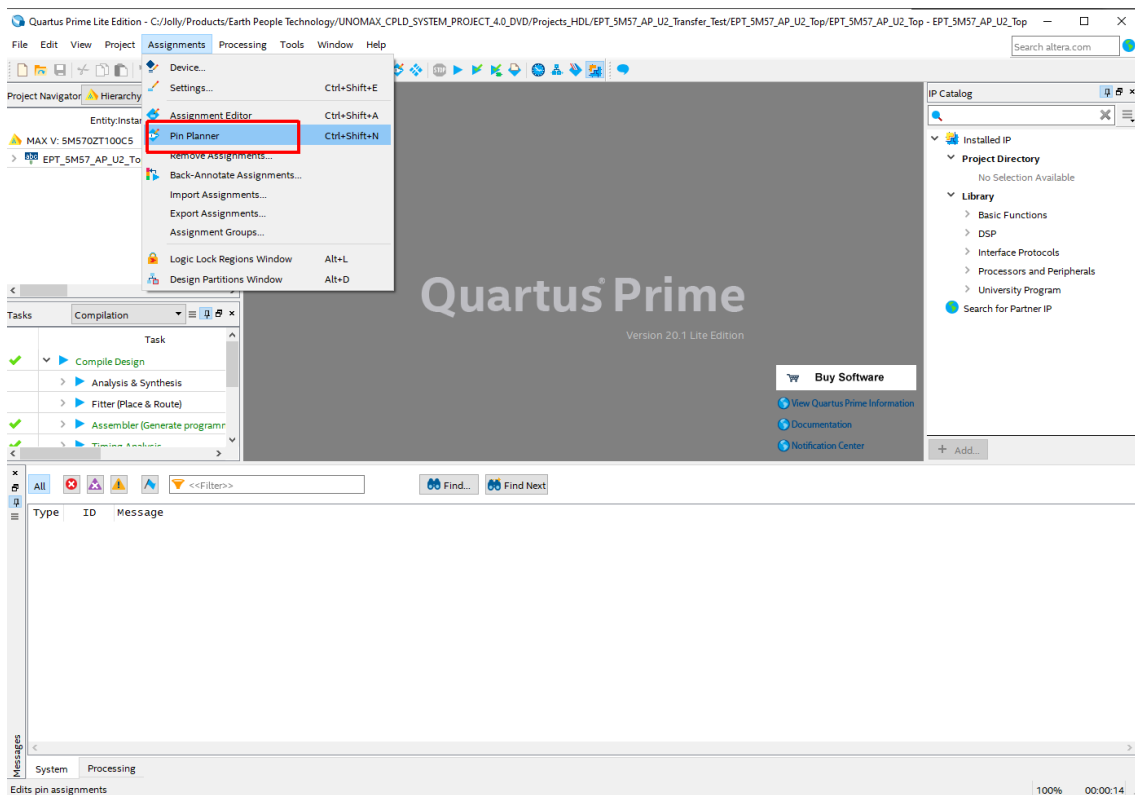 Quartus Prime Lite Edition - C:/Jolly/Products/Earth People Technology/UNOMAX_CPLD_SYSTEM_PROJECT_4.0_DVD/Projects_HDL/EPT_5M57_AP_U2_Transfer_Test/EPT_5M57_AP_U2_Top/EPT_5M57_AP_U2_Top - EPT_5M57_AP_U2_Top
File Edit View Project Assignments Processing Tools Window Help
Search altera.com
Device...
Settings... Ctrl+Shift+E
Assignment Editor Ctrl+Shift+A
Pin Planner Ctrl+Shift+N
Remove Assignments...
Back-Annotate Assignments...
Import Assignments...
Export Assignments...
Assignment Groups...
Logic Lock Regions Window Alt+L
Design Partitions Window Alt+D
Project Navigator Hierarchy
Entity:Instar
MAX V: 5M570ZT100C5
EPT_5M57_AP_U2_To
Tasks Compilation
Task
Compile Design
Analysis & Synthesis
Fitter (Place & Route)
Assembler (Generate programr
Timing Analysis
Quartus Prime
Version 20.1 Lite Edition
Buy Software
View Quartus Prime Information
Documentation
Notification Center
IP Catalog
Installed IP
Project Directory
No Selection Available
Library
Basic Functions
DSP
Interface Protocols
Processors and Peripherals
University Program
Search for Partner IP
+ Add...
All <<Filter>> Find... Find Next
Type ID Message
Messages
System Processing
Edits pin assignments 100% 00:00:14